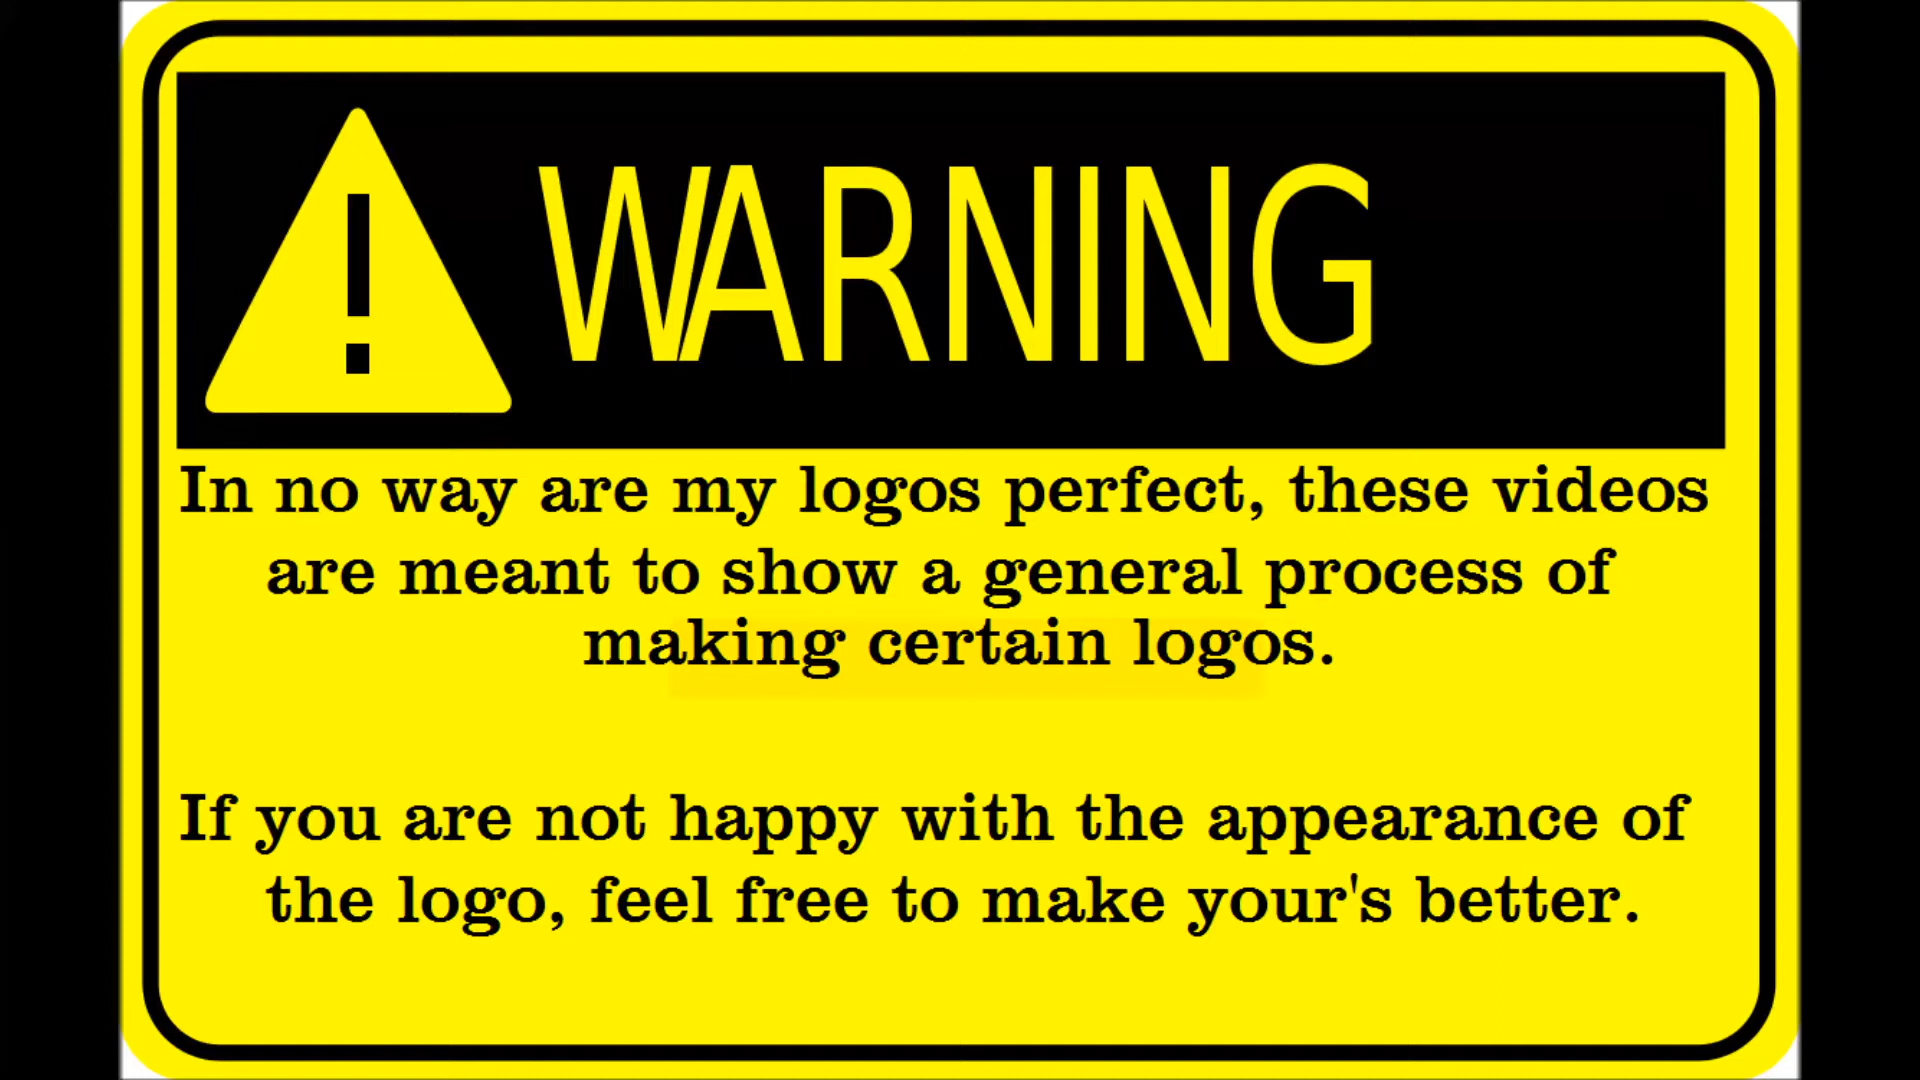 ! WARNING
In no way are my logos perfect, these videos
are meant to show a general process of
making certain logos.
If you are not happy with the appearance of
the logo, feel free to make your's better.